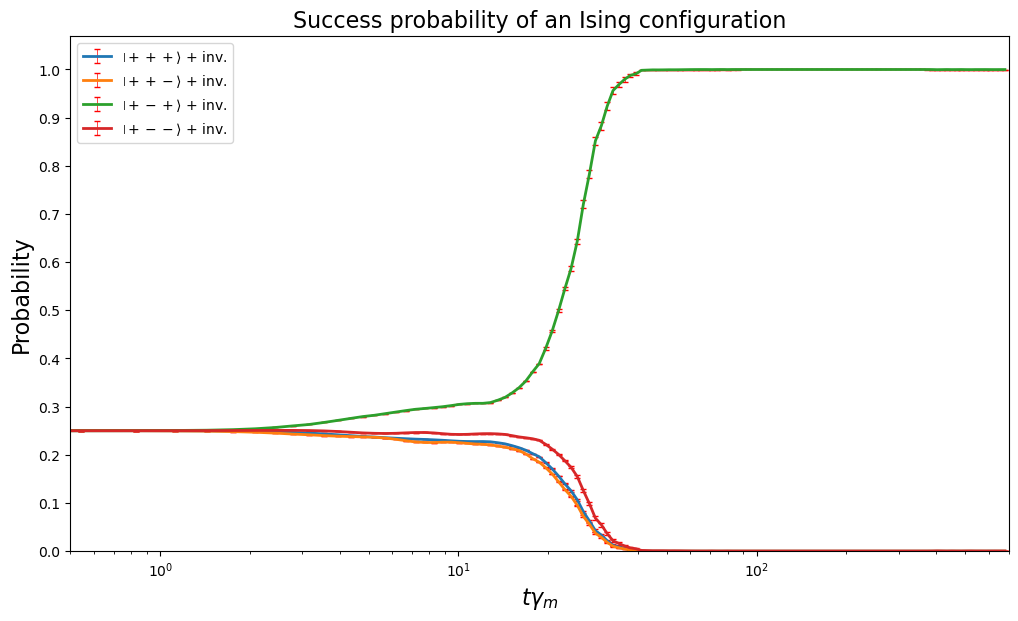 Success probability of an Ising configuration
|+ + +⟩ + inv.
|+ + −⟩ + inv.
|+ − +⟩ + inv.
|+ − −⟩ + inv.
Probability
1.0
0.9
0.8
0.7
0.6
0.5
0.4
0.3
0.2
0.1
0.0
10⁰ 10¹ 10²
tγₘ